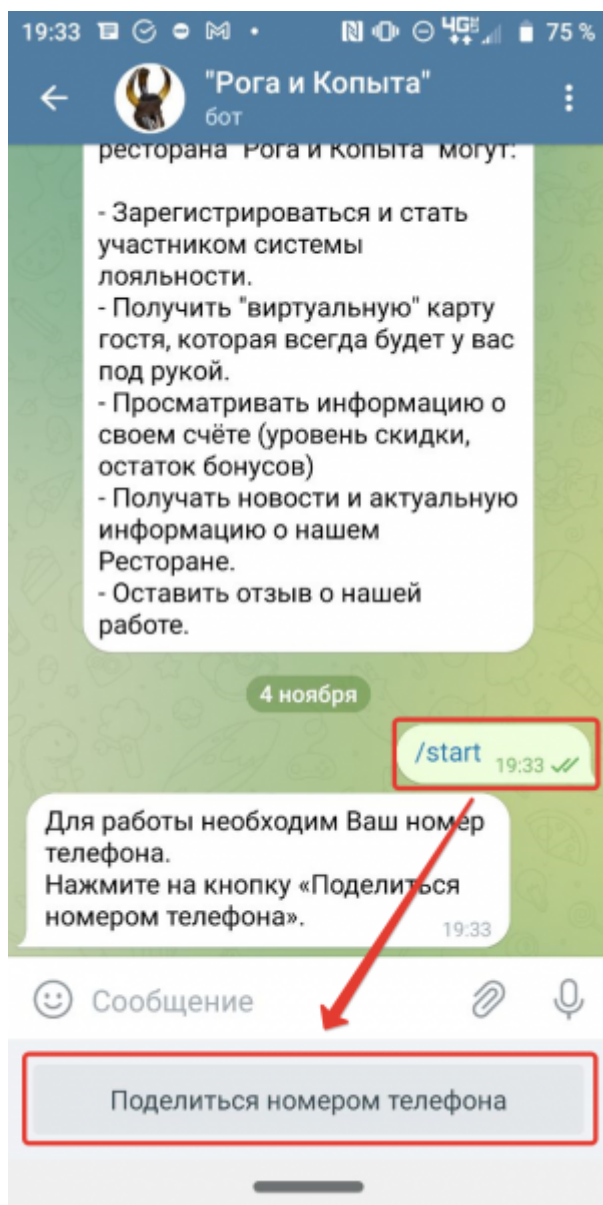 19:33 75 %
"Рога и Копыта"
бот
ресторана "Рога и Копыта" могут:
- Зарегистрироваться и стать
участником системы
лояльности.
- Получить "виртуальную" карту
гостя, которая всегда будет у вас
под рукой.
- Просматривать информацию о
своем счёте (уровень скидки,
остаток бонусов)
- Получать новости и актуальную
информацию о нашем
Ресторане.
- Оставить отзыв о нашей
работе.
4 ноября
/start 19:33
Для работы необходим Ваш номер
телефона.
Нажмите на кнопку «Поделиться
номером телефона».
19:33
Сообщение
Поделиться номером телефона